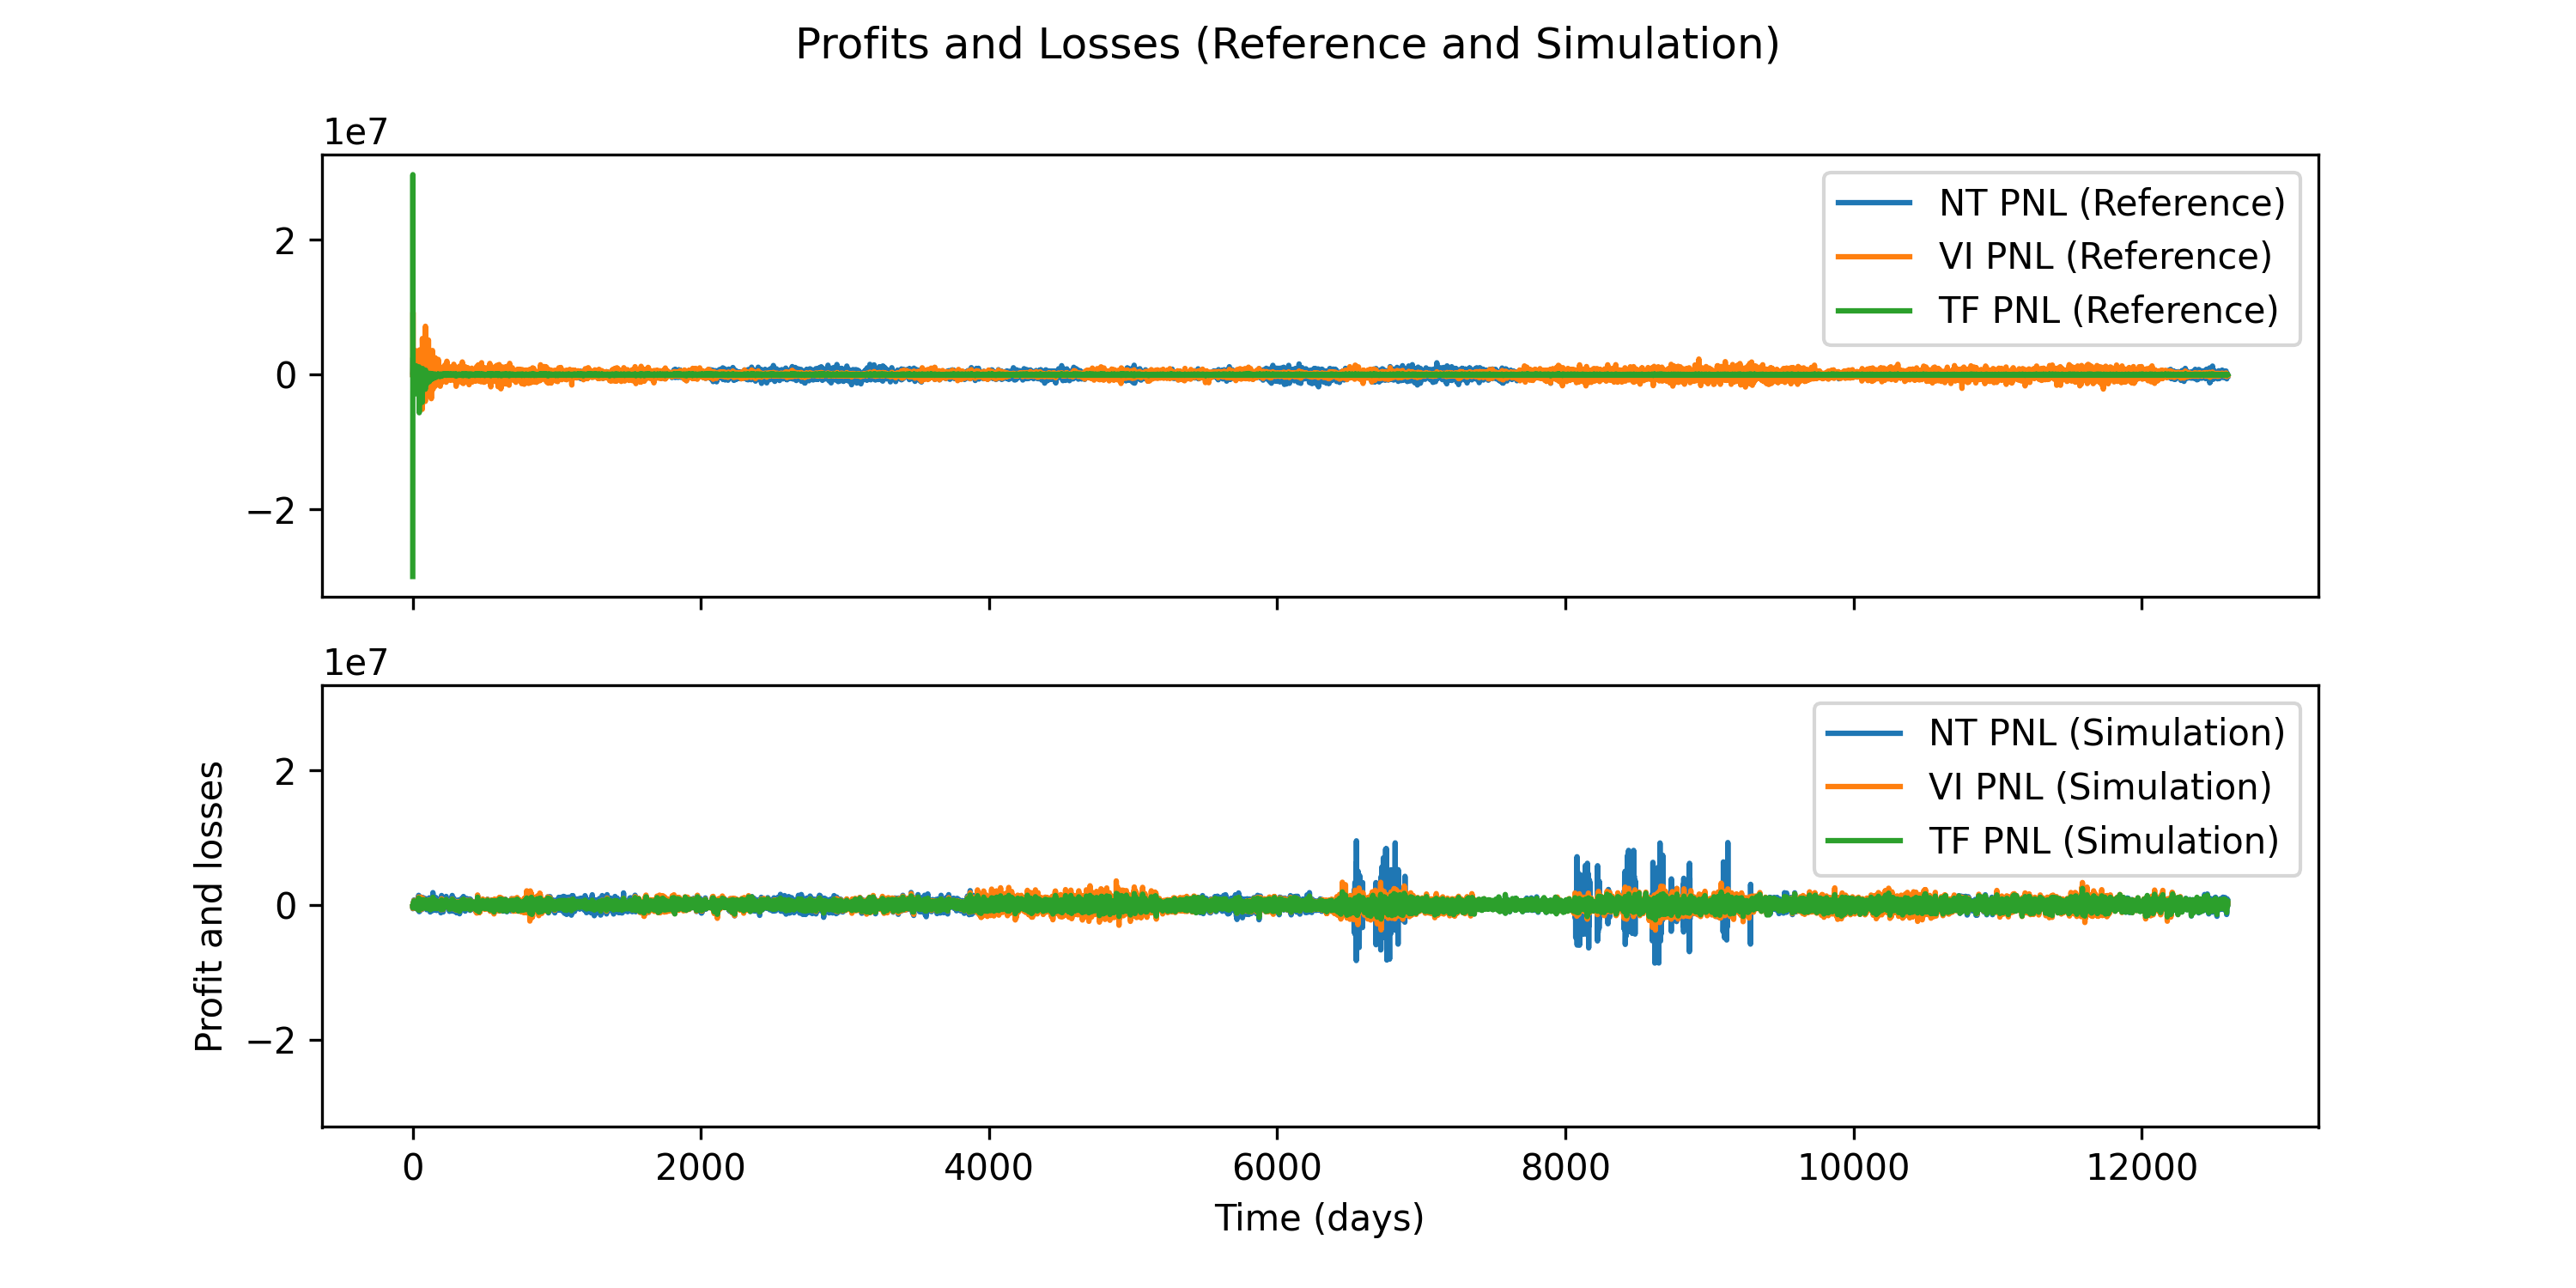 Profits and Losses (Reference and Simulation)
1e7
2
0
−2
NT PNL (Reference)
VI PNL (Reference)
TF PNL (Reference)
1e7
Profit and losses
2
0
−2
NT PNL (Simulation)
VI PNL (Simulation)
TF PNL (Simulation)
0 2000 4000 6000 8000 10000 12000
Time (days)